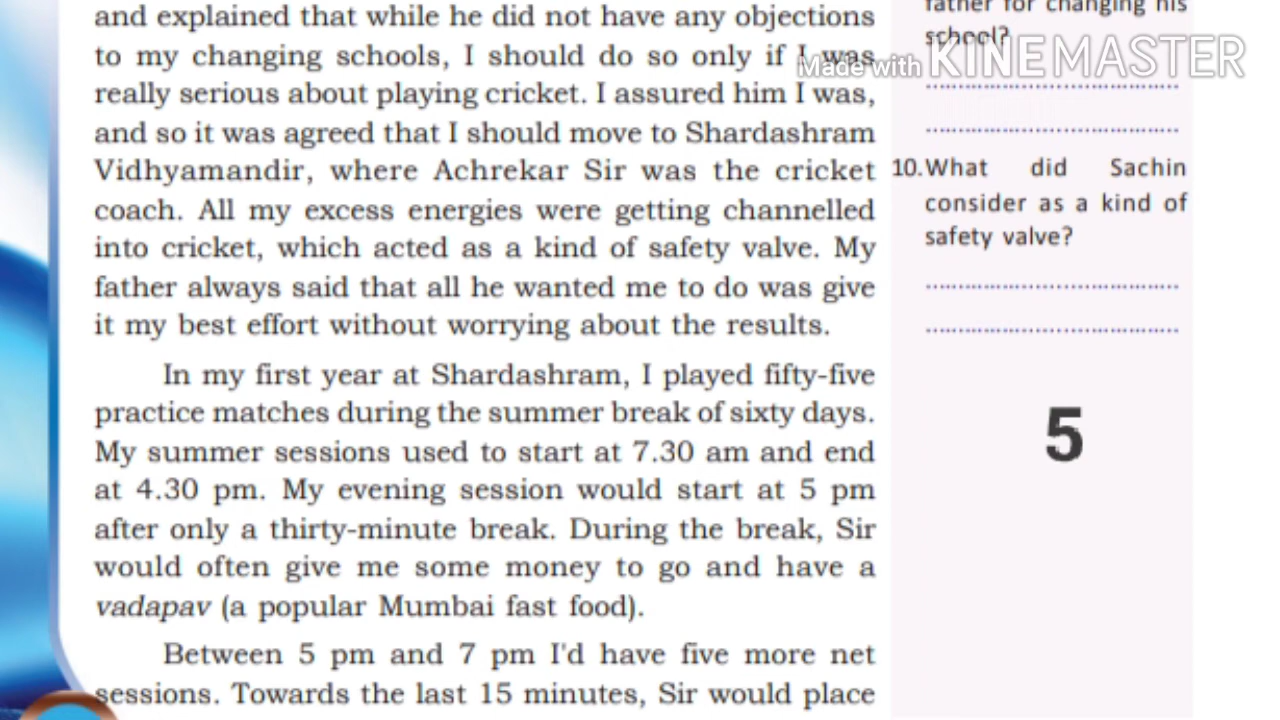 and explained that while he did not have any objections
to my changing schools, I should do so only if I was
really serious about playing cricket. I assured him I was,
and so it was agreed that I should move to Shardashram
Vidhyamandir, where Achrekar Sir was the cricket
coach. All my excess energies were getting channelled
into cricket, which acted as a kind of safety valve. My
father always said that all he wanted me to do was give
it my best effort without worrying about the results.
In my first year at Shardashram, I played fifty-five
practice matches during the summer break of sixty days.
My summer sessions used to start at 7.30 am and end
at 4.30 pm. My evening session would start at 5 pm
after only a thirty-minute break. During the break, Sir
would often give me some money to go and have a
vadapav (a popular Mumbai fast food).
Between 5 pm and 7 pm I'd have five more net
sessions. Towards the last 15 minutes, Sir would place
father for changing his
school?
Made with KINEMASTER
10. What did Sachin
consider as a kind of
safety valve?
5